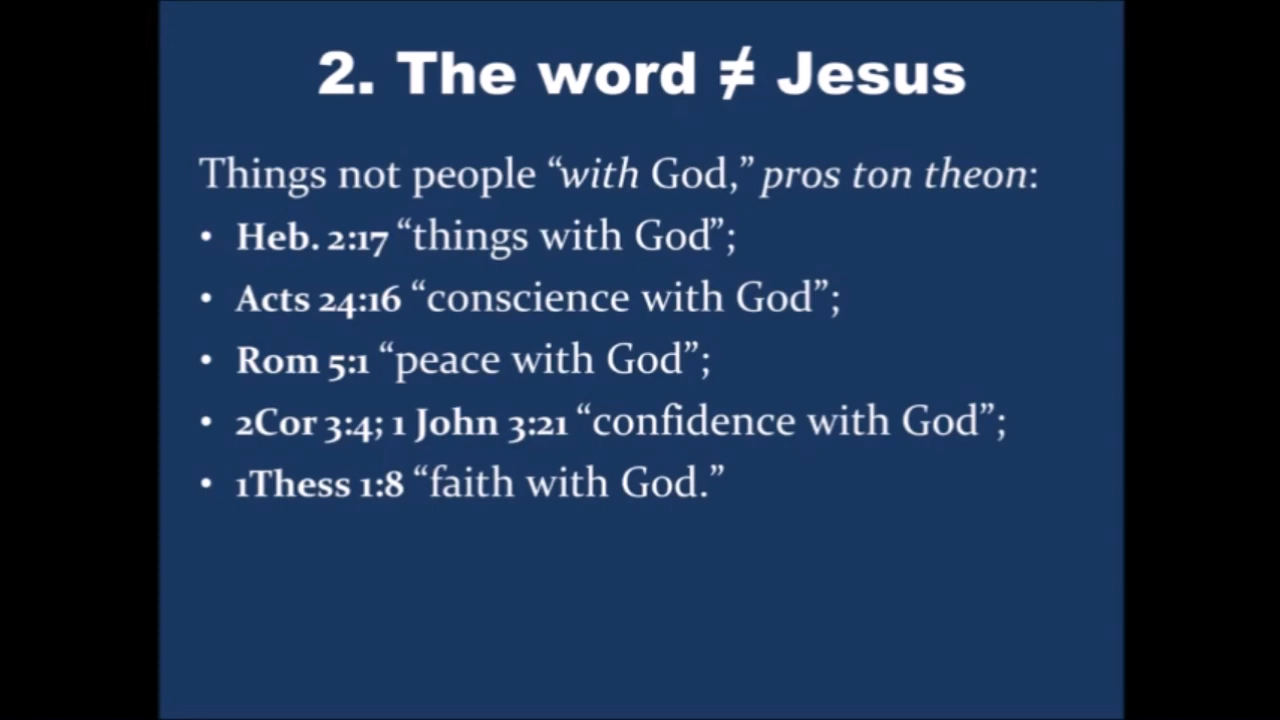 2. The word ≠ Jesus
Things not people “with God,” pros ton theon:
• Heb. 2:17 “things with God”;
• Acts 24:16 “conscience with God”;
• Rom 5:1 “peace with God”;
• 2Cor 3:4; 1 John 3:21 “confidence with God”;
• 1Thess 1:8 “faith with God.”